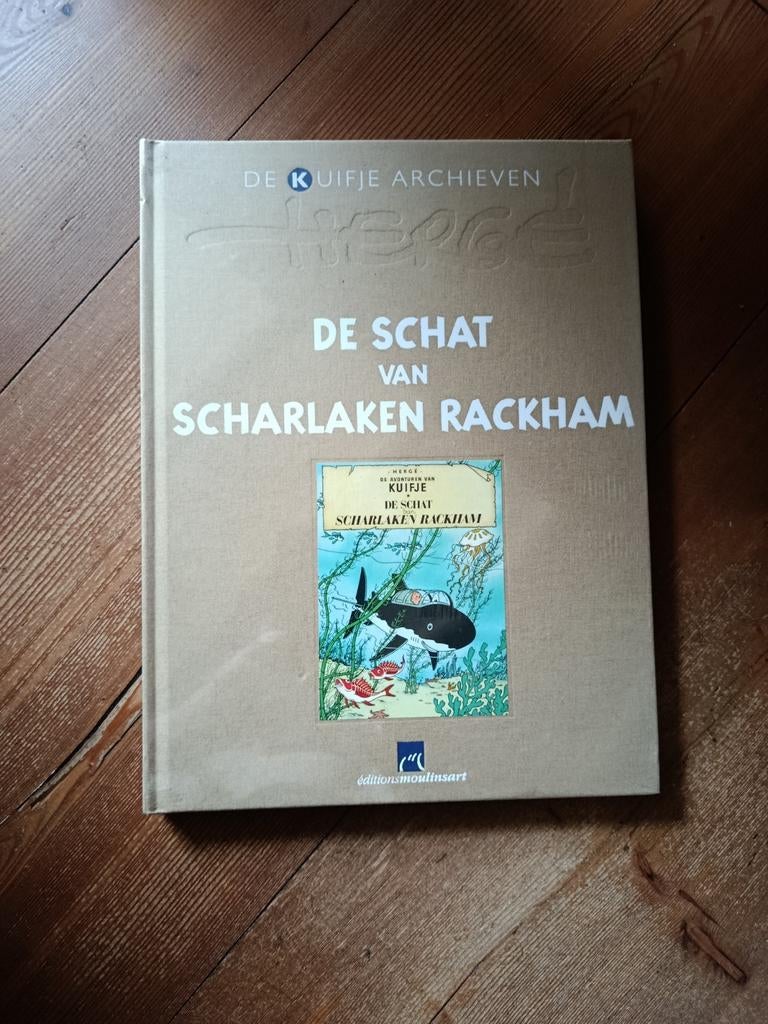 DE KUIFJE ARCHIEVEN
HERGÉ
DE SCHAT
VAN
SCHARLAKEN RACKHAM
- HERGÉ -
DE AVONTUREN VAN
KUIFJE
DE SCHAT
van
SCHARLAKEN RACKHAM
éditionsmoulinsart